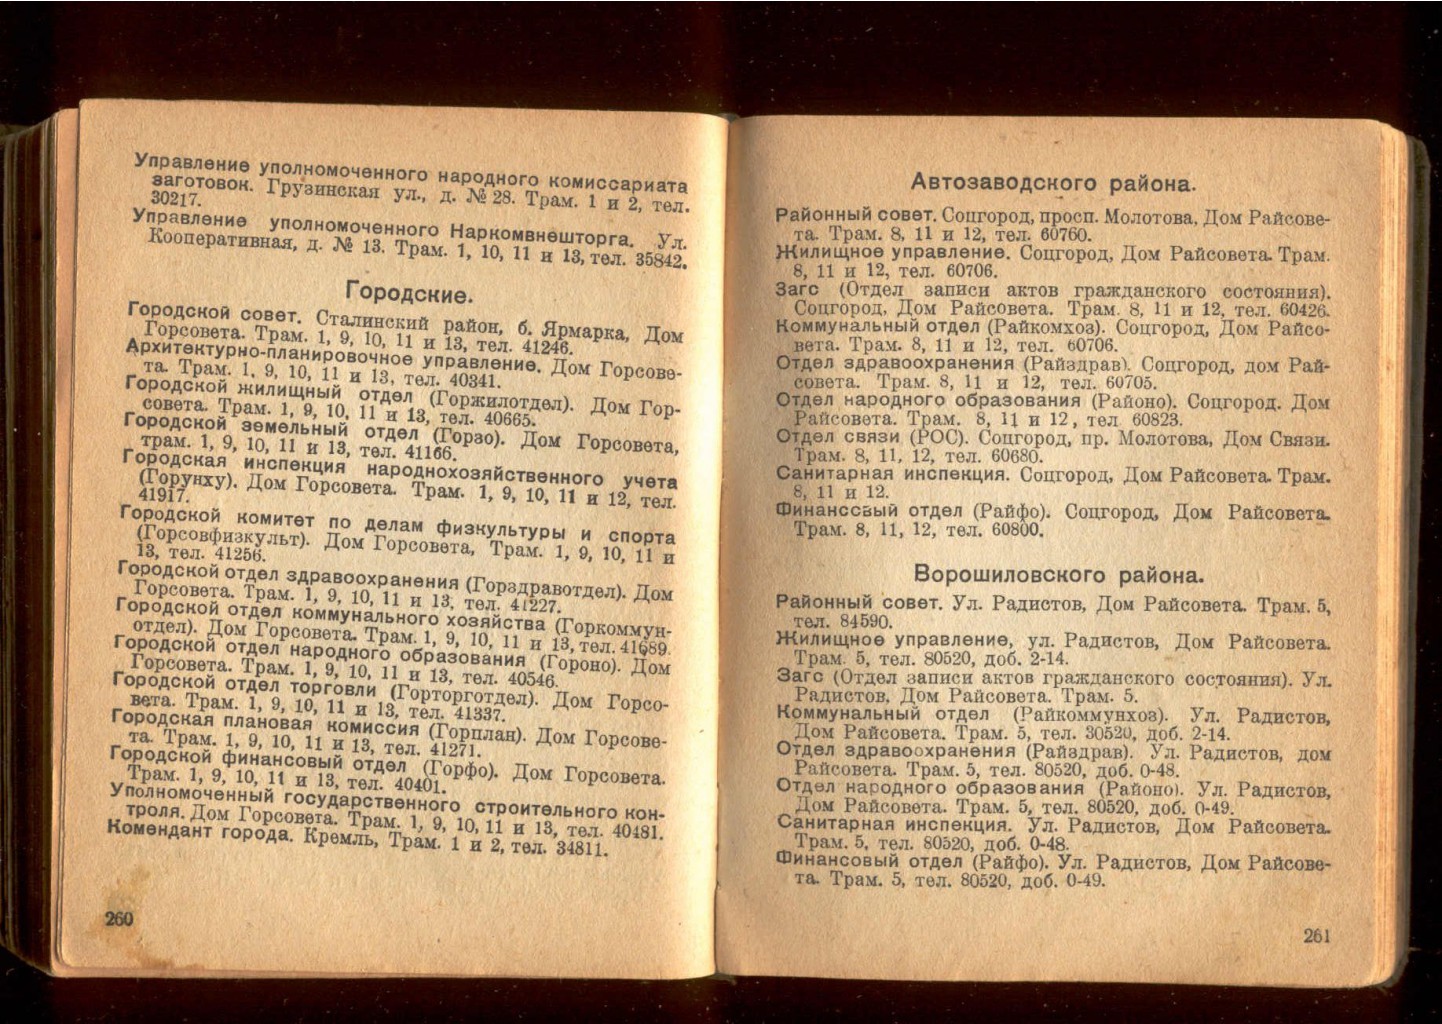 Управление уполномоченного народного комиссариата
заготовок. Грузинская ул., д. № 28. Трам. 1 и 2, тел.
30217.
Управление уполномоченного Наркомвнешторга. Ул.
Кооперативная, д. № 13. Трам. 1, 10, 11 и 13, тел. 35842.
Городские.
Городской совет. Сталинский район, б. Ярмарка, Дом
Горсовета. Трам. 1, 9, 10, 11 и 13, тел. 41246.
Архитектурно-планировочное управление. Дом Горсове-
та. Трам. 1, 9, 10, 11 и 13, тел. 40341.
Городской жилищный отдел (Горжилотдел). Дом Гор-
совета. Трам. 1, 9, 10, 11 и 13, тел. 40665.
Городской земельный отдел (Горзо). Дом Горсовета,
трам. 1, 9, 10, 11 и 13, тел. 41166.
Городская инспекция народнохозяйственного учета
(Горунху). Дом Горсовета. Трам. 1, 9, 10, 11 и 12, тел.
41917.
Городской комитет по делам физкультуры и спорта
(Горсовфизкульт). Дом Горсовета, Трам. 1, 9, 10, 11 и
13, тел. 41256.
Городской отдел здравоохранения (Горздравотдел). Дом
Горсовета. Трам. 1, 9, 10, 11 и 13, тел. 41227.
Городской отдел коммунального хозяйства (Горкоммун-
отдел). Дом Горсовета. Трам. 1, 9, 10, 11 и 13, тел. 41689.
Городской отдел народного образования (Гороно). Дом
Горсовета. Трам. 1, 9, 10, 11 и 13, тел. 40546.
Городской отдел торговли (Горторготдел). Дом Горсо-
вета. Трам. 1, 9, 10, 11 и 13, тел. 41337.
Городская плановая комиссия (Горплан). Дом Горсове-
та. Трам. 1, 9, 10, 11 и 13, тел. 41271.
Городской финансовый отдел (Горфо). Дом Горсовета.
Трам. 1, 9, 10, 11 и 13, тел. 40401.
Уполномоченный государственного строительного кон-
троля. Дом Горсовета. Трам. 1, 9, 10, 11 и 13, тел. 40481.
Комендант города. Кремль, Трам. 1 и 2, тел. 34811.
260
Автозаводского района.
Районный совет. Соцгород, просп. Молотова, Дом Райсове-
та. Трам. 8, 11 и 12, тел. 60760.
Жилищное управление. Соцгород, Дом Райсовета. Трам.
8, 11 и 12, тел. 60706.
Загс (Отдел записи актов гражданского состояния).
Соцгород, Дом Райсовета. Трам. 8, 11 и 12, тел. 60426.
Коммунальный отдел (Райкомхоз). Соцгород, Дом Райсо-
вета. Трам. 8, 11 и 12, тел. 60706.
Отдел здравоохранения (Райздрав). Соцгород, дом Рай-
совета. Трам. 8, 11 и 12, тел. 60705.
Отдел народного образования (Районо). Соцгород. Дом
Райсовета. Трам. 8, 11 и 12, тел 60823.
Отдел связи (РОС). Соцгород, пр. Молотова, Дом Связи.
Трам. 8, 11, 12, тел. 60680.
Санитарная инспекция. Соцгород, Дом Райсовета. Трам.
8, 11 и 12.
Финансовый отдел (Райфо). Соцгород, Дом Райсовета.
Трам. 8, 11, 12, тел. 60800.
Ворошиловского района.
Районный совет. Ул. Радистов, Дом Райсовета. Трам. 5,
тел. 84590.
Жилищное управление, ул. Радистов, Дом Райсовета.
Трам. 5, тел. 80520, доб. 2-14.
Загс (Отдел записи актов гражданского состояния). Ул.
Радистов, Дом Райсовета. Трам. 5.
Коммунальный отдел (Райкоммунхоз). Ул. Радистов,
Дом Райсовета. Трам. 5, тел. 30520, доб. 2-14.
Отдел здравоохранения (Райздрав). Ул. Радистов, дом
Райсовета. Трам. 5, тел. 80520, доб. 0-48.
Отдел народного образования (Районо). Ул. Радистов,
Дом Райсовета. Трам. 5, тел. 80520, доб. 0-49.
Санитарная инспекция. Ул. Радистов, Дом Райсовета.
Трам. 5, тел. 80520, доб. 0-48.
Финансовый отдел (Райфо). Ул. Радистов, Дом Райсове-
та. Трам. 5, тел. 80520, доб. 0-49.
261